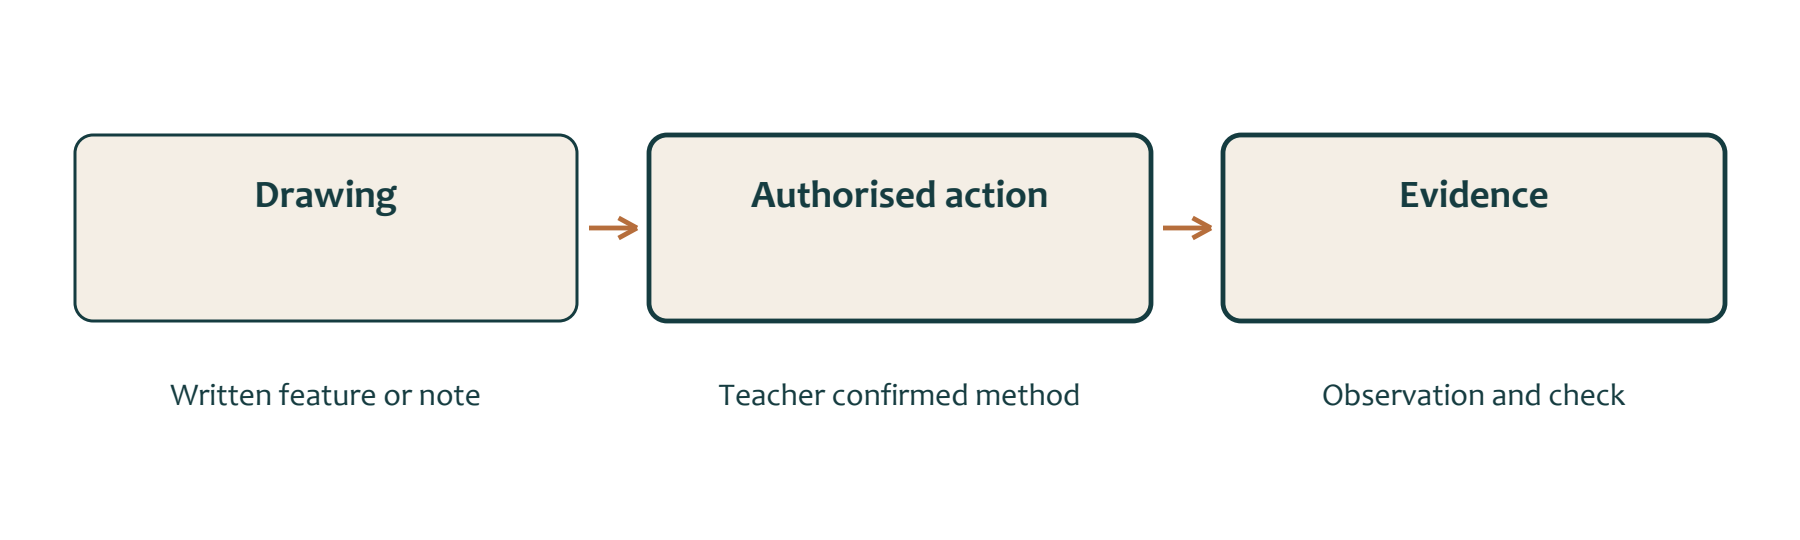 Drawing
Authorised action
Evidence
Written feature or note
Teacher confirmed method
Observation and check